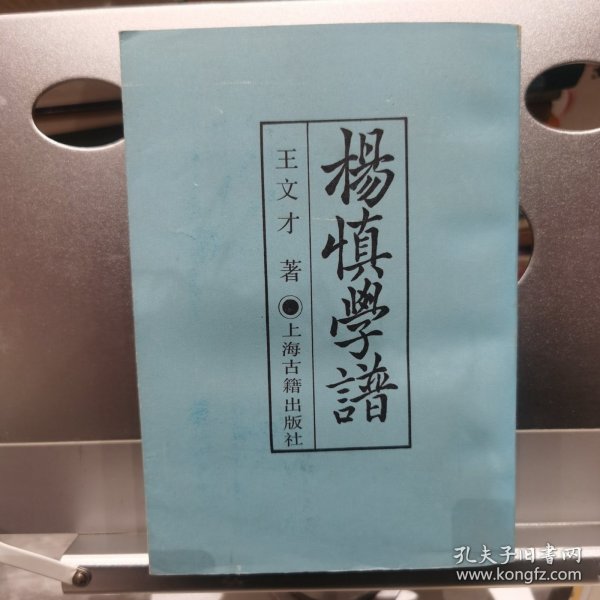 楊慎學譜
王文才 著
上海古籍出版社
孔夫子旧书网
www.kongfz.com